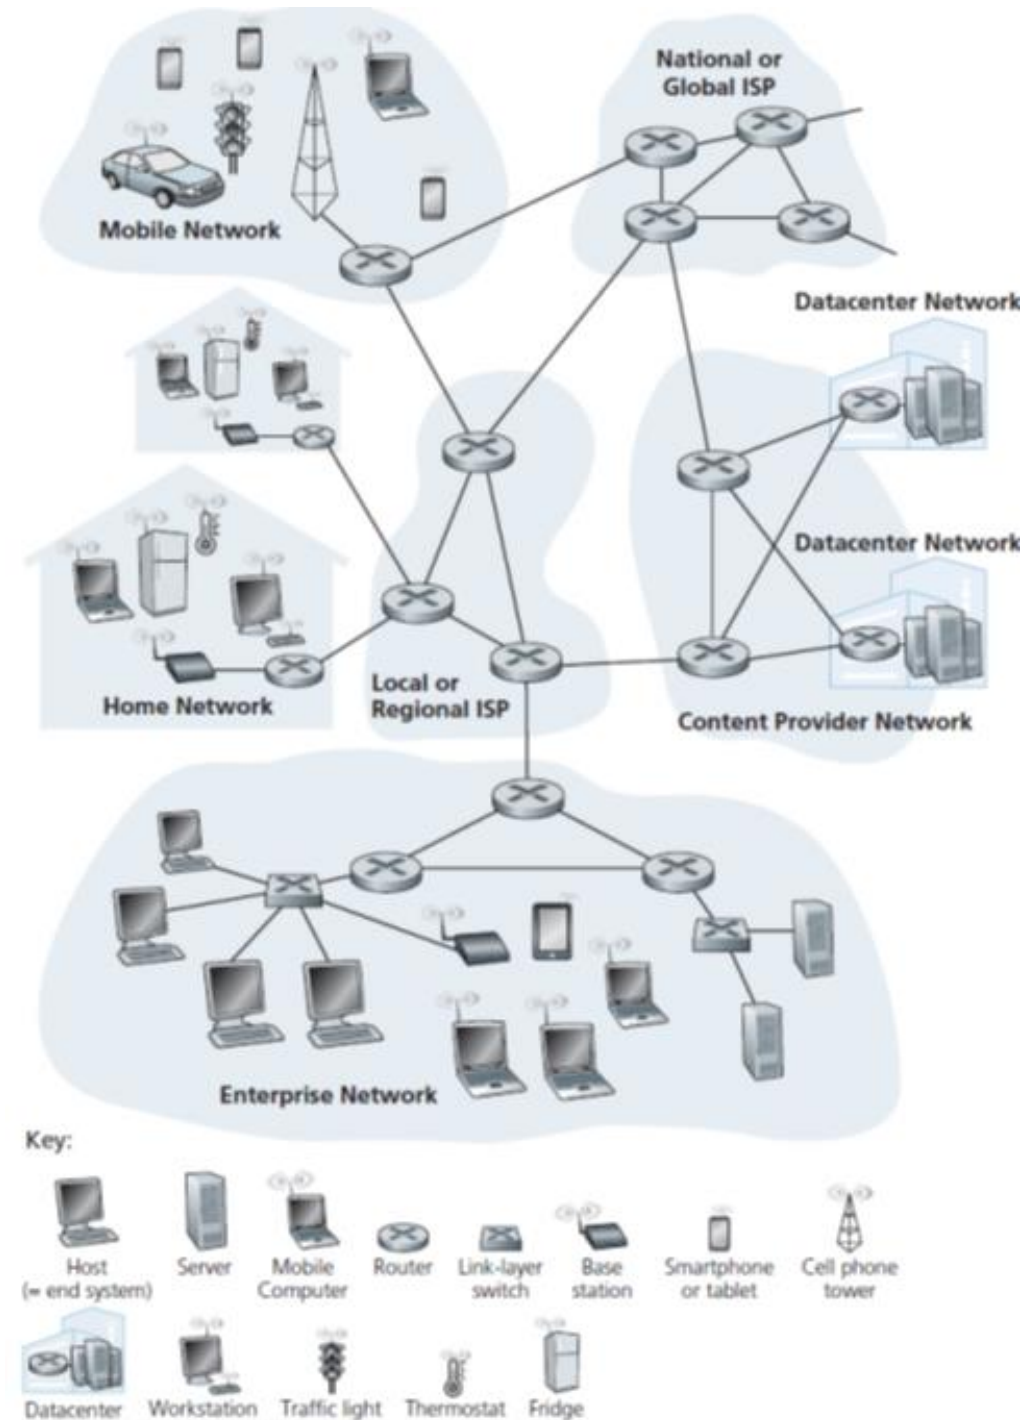 National or
Global ISP
Mobile Network
Datacenter Network
Datacenter Network
Home Network
Local or
Regional ISP
Content Provider Network
Enterprise Network
Key:
Host
(= end system)
Server
Mobile
Computer
Router
Link-layer
switch
Base
station
Smartphone
or tablet
Cell phone
tower
Datacenter
Workstation
Traffic light
Thermostat
Fridge